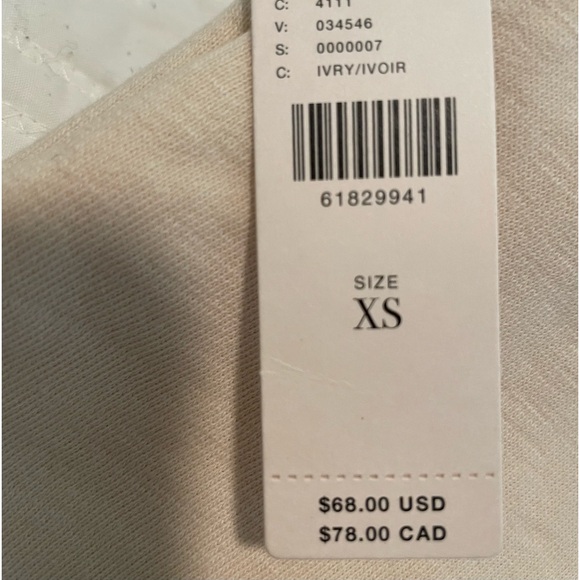 C: 4111
V: 034546
S: 0000007
C: IVRY/IVOIR
61829941
SIZE
XS
$68.00 USD
$78.00 CAD